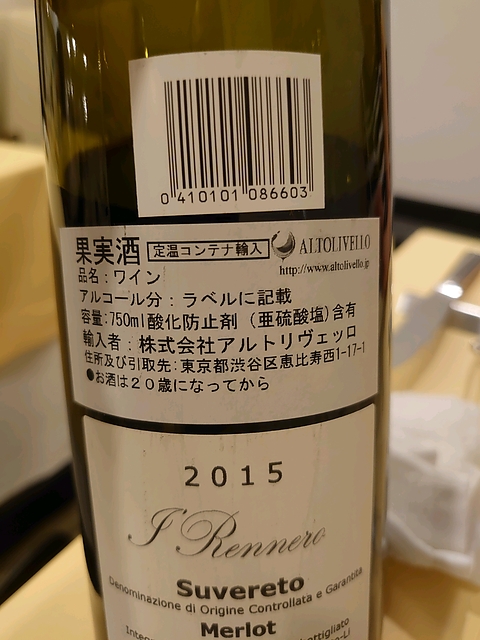 0 410101 086603
果実酒 定温コンテナ輸入 ALTOLIVELLO
http://www.altolivello.jp
品名：ワイン
アルコール分：ラベルに記載
容量:750ml 酸化防止剤（亜硫酸塩）含有
輸入者：株式会社アルトリヴェッロ
住所及び引取先:東京都渋谷区恵比寿西1-17-1
●お酒は２０歳になってから
2015
I' Rennero
Suvereto
Denominazione di Origine Controllata e Garantita
Merlot